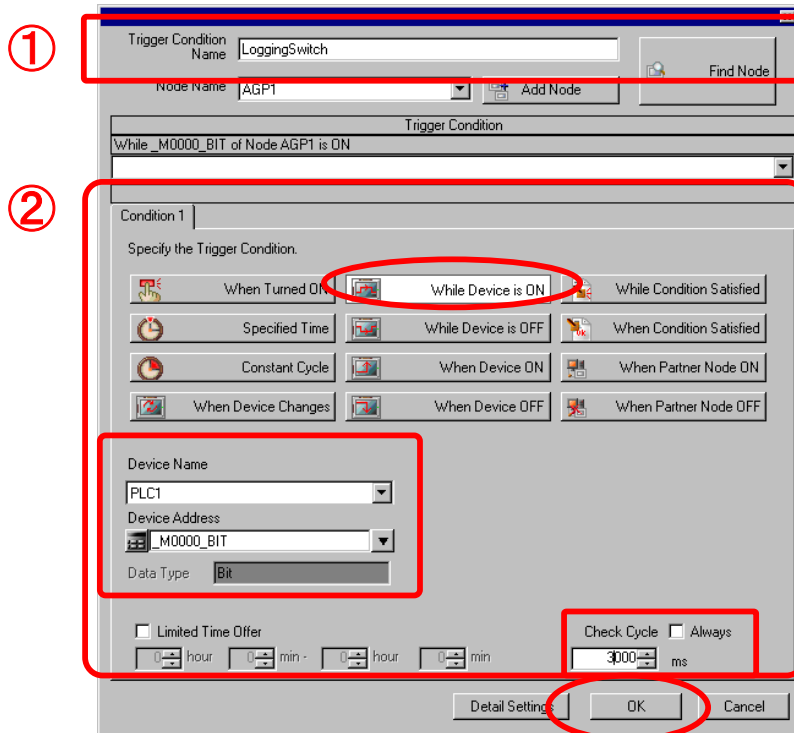 ①
Trigger Condition
Name
LoggingSwitch
Find Node
Node Name
AGP1
Add Node
Trigger Condition
While _M0000_BIT of Node AGP1 is ON
②
Condition 1
Specify the Trigger Condition.
When Turned ON
While Device is ON
While Condition Satisfied
Specified Time
While Device is OFF
When Condition Satisfied
Constant Cycle
When Device ON
When Partner Node ON
When Device Changes
When Device OFF
When Partner Node OFF
Device Name
PLC1
Device Address
_M0000_BIT
Data Type
Bit
Limited Time Offer
Check Cycle
Always
0 hour 0 min - 0 hour 0 min
3000 ms
Detail Settings
OK
Cancel